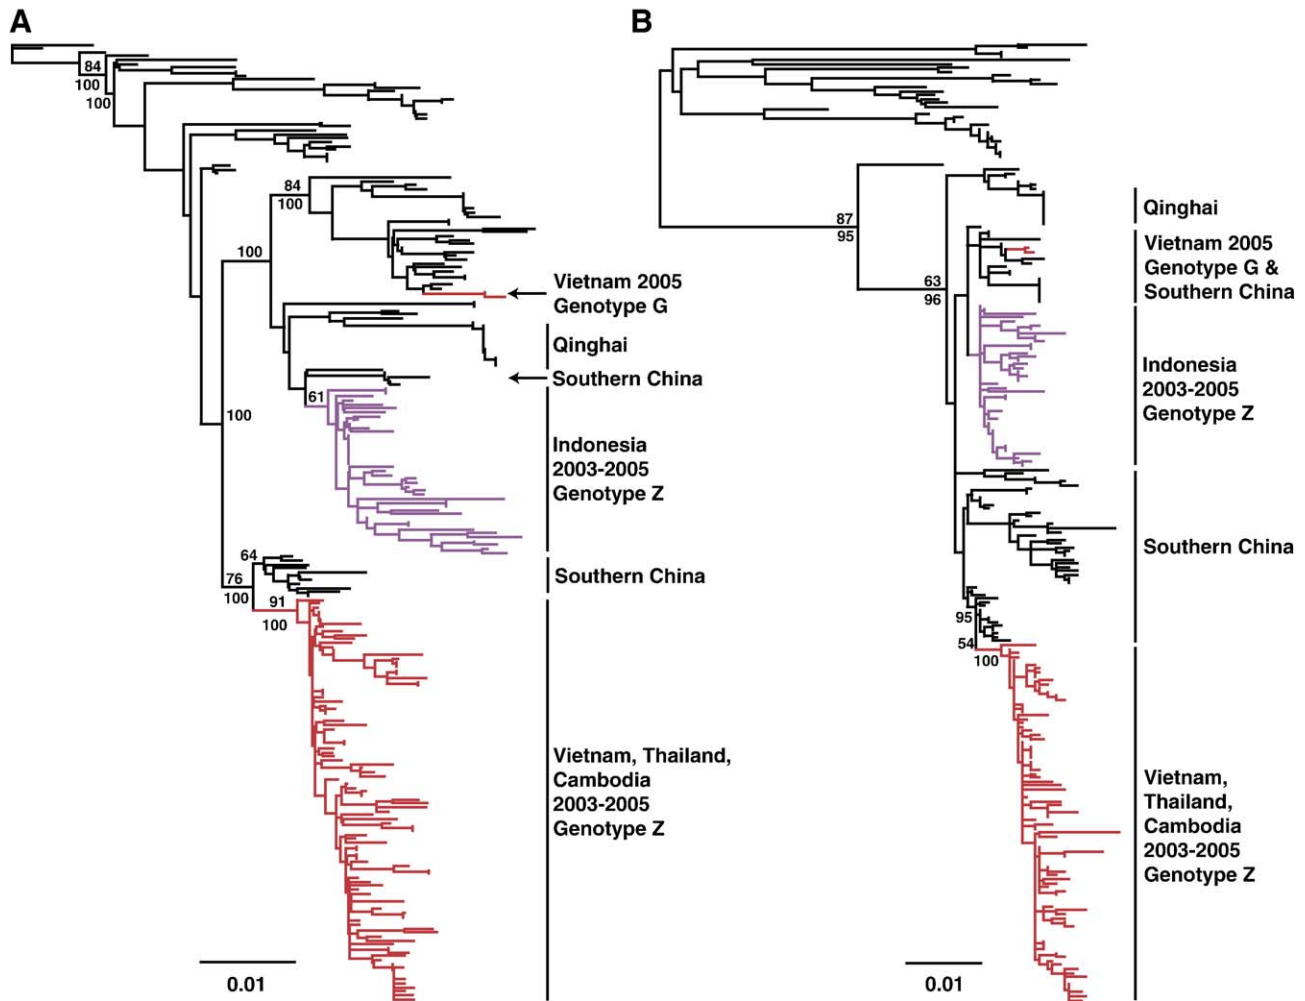 A
84
100
100
84
100
100
Vietnam 2005
Genotype G
Qinghai
Southern China
61
100
Indonesia
2003-2005
Genotype Z
64
76
100
Southern China
91
100
Vietnam, Thailand,
Cambodia
2003-2005
Genotype Z
0.01
B
87
95
Qinghai
Vietnam 2005
Genotype G &
Southern China
63
96
Indonesia
2003-2005
Genotype Z
Southern China
95
54
100
Vietnam,
Thailand,
Cambodia
2003-2005
Genotype Z
0.01